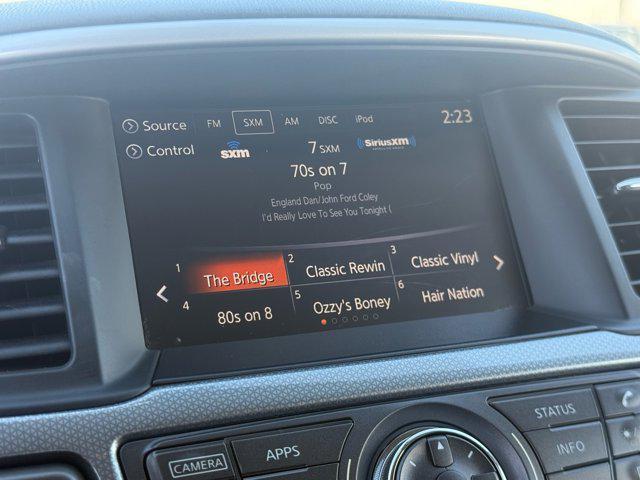 Source FM SXM AM DISC iPod 2:23
Control sxm 7 SXM SiriusXM
SATELLITE RADIO
70s on 7
Pop
England Dan/John Ford Coley
I'd Really Love To See You Tonight (
1 The Bridge 2 Classic Rewin 3 Classic Vinyl
4 80s on 8 5 Ozzy's Boney 6 Hair Nation
CAMERA APPS STATUS
INFO